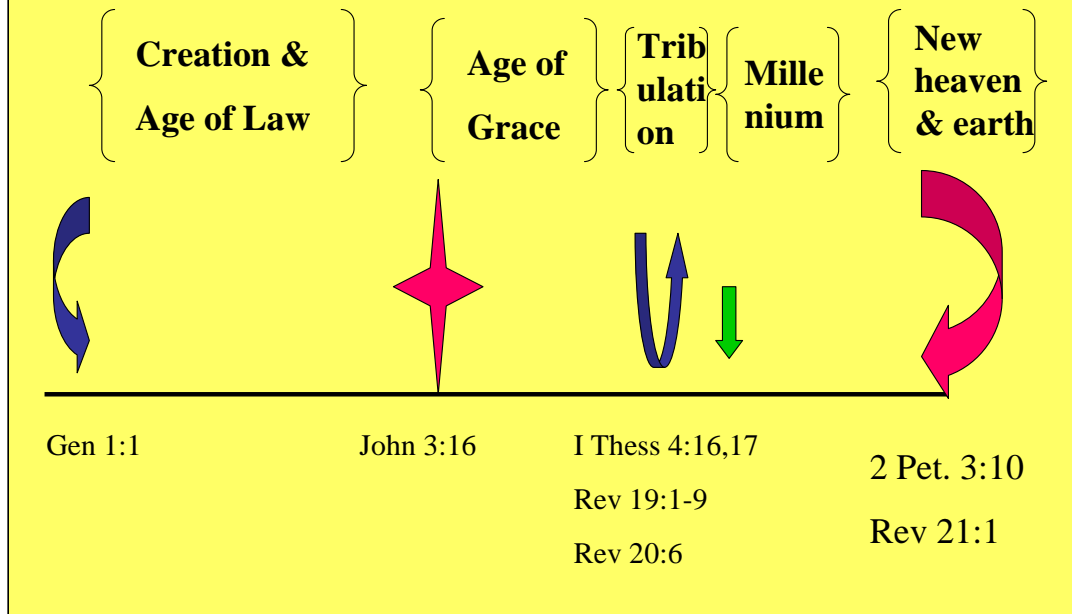 Creation &
Age of Law
Age of
Grace
Trib
ulati
on
Mille
nium
New
heaven
& earth
Gen 1:1
John 3:16
I Thess 4:16,17
Rev 19:1-9
Rev 20:6
2 Pet. 3:10
Rev 21:1